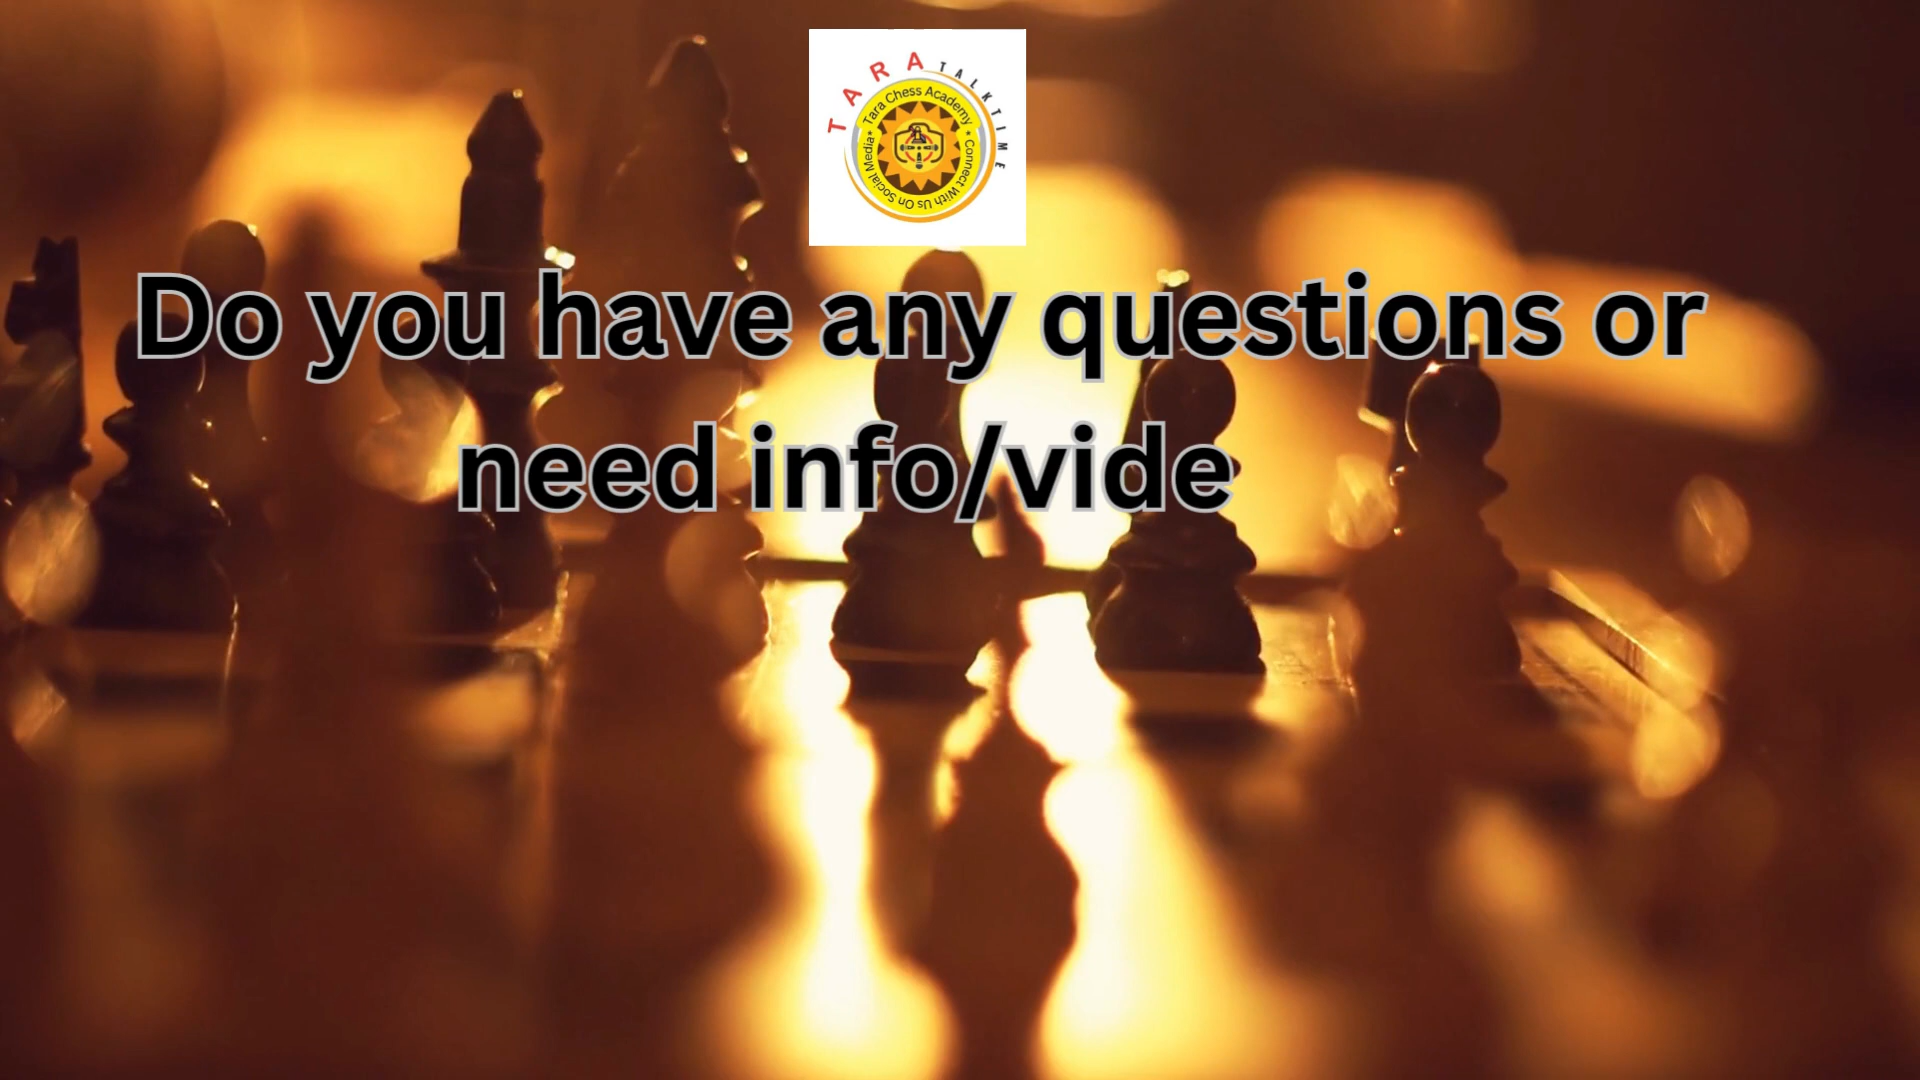 TARA TALKTIME
Tara Chess Academy
Connect With Us On Social Media
Do you have any questions or
need info/vide